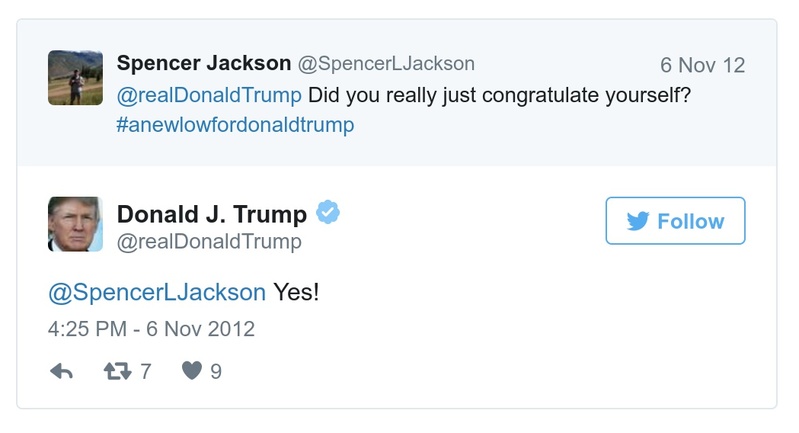 Spencer Jackson @SpencerLJackson 6 Nov 12
@realDonaldTrump Did you really just congratulate yourself?
#anewlowfordonaldtrump
Donald J. Trump
@realDonaldTrump
Follow
@SpencerLJackson Yes!
4:25 PM - 6 Nov 2012
7 9